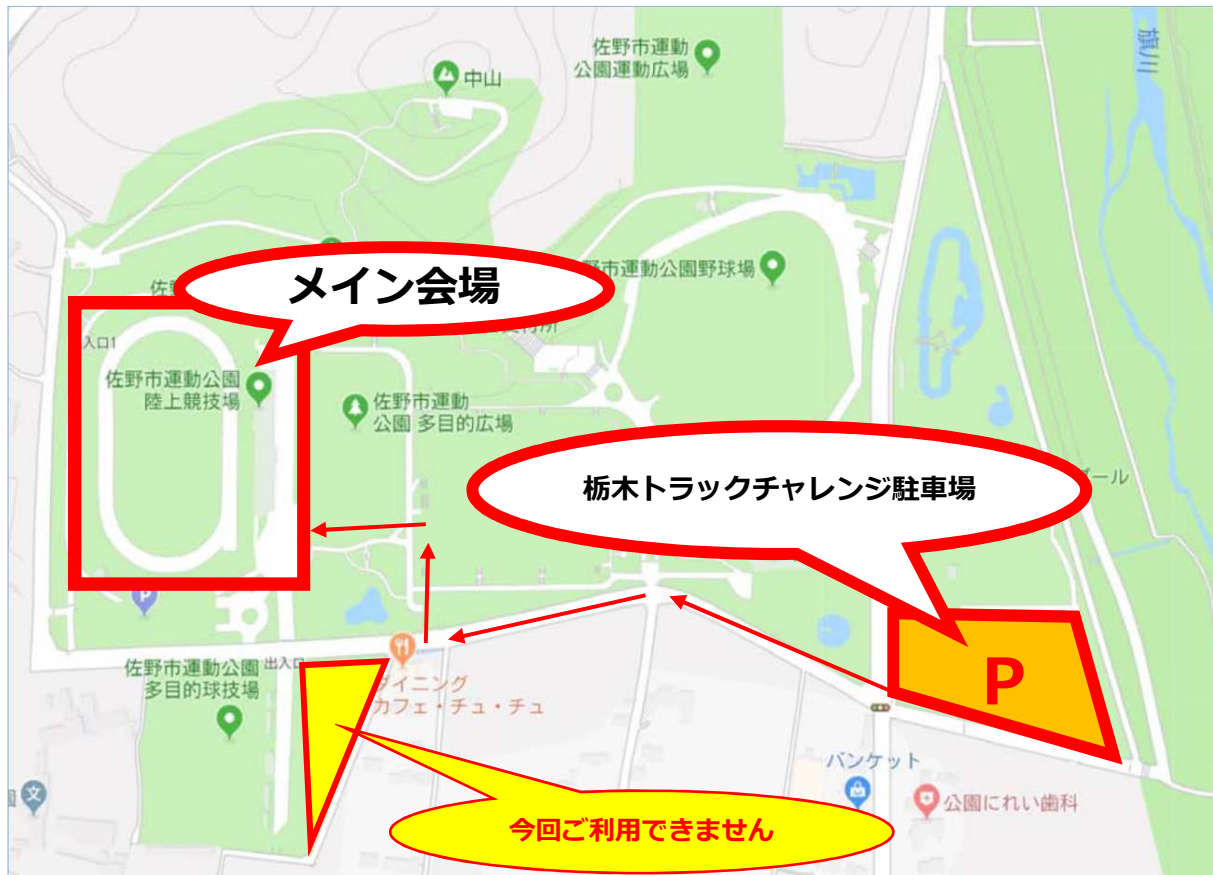 佐野市運動
公園運動広場
旗川
中山
メイン会場
市運動公園野球場
入口1
佐野市運動公園
陸上競技場
佐野市運動
公園 多目的広場
栃木トラックチャレンジ駐車場
ール
P
P
佐野市運動公園
多目的球技場
出入口
ダイニング
カフェ・チュ・チュ
バンケット
文
公園にれい歯科
今回ご利用できません